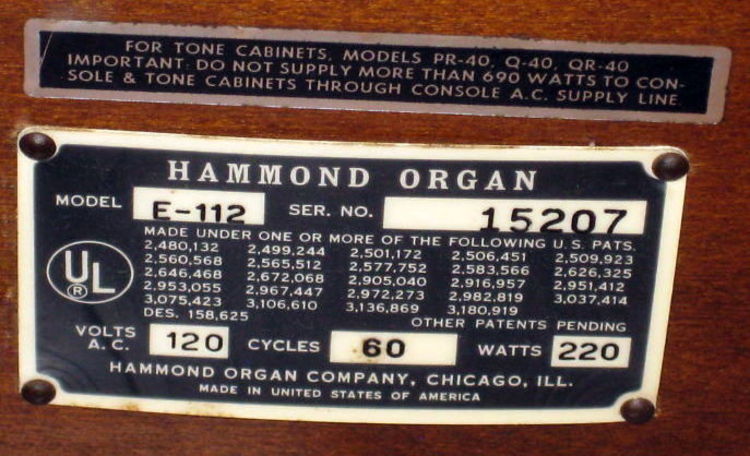 FOR TONE CABINETS, MODELS PR-40, Q-40, QR-40
IMPORTANT: DO NOT SUPPLY MORE THAN 690 WATTS TO CON-
SOLE & TONE CABINETS THROUGH CONSOLE A.C. SUPPLY LINE.
HAMMOND ORGAN
MODEL E-112 SER. NO. 15207
MADE UNDER ONE OR MORE OF THE FOLLOWING U.S. PATS.
2,480,132 2,499,244 2,501,172 2,506,451 2,509,923
2,560,568 2,565,512 2,577,752 2,583,566 2,626,325
2,646,468 2,672,068 2,905,040 2,916,957 2,951,412
2,953,055 2,967,447 2,972,273 2,982,819 3,037,414
3,075,423 3,106,610 3,136,869 3,180,919
DES. 158,625 OTHER PATENTS PENDING
UL ®
VOLTS A.C. 120 CYCLES 60 WATTS 220
HAMMOND ORGAN COMPANY, CHICAGO, ILL.
MADE IN UNITED STATES OF AMERICA